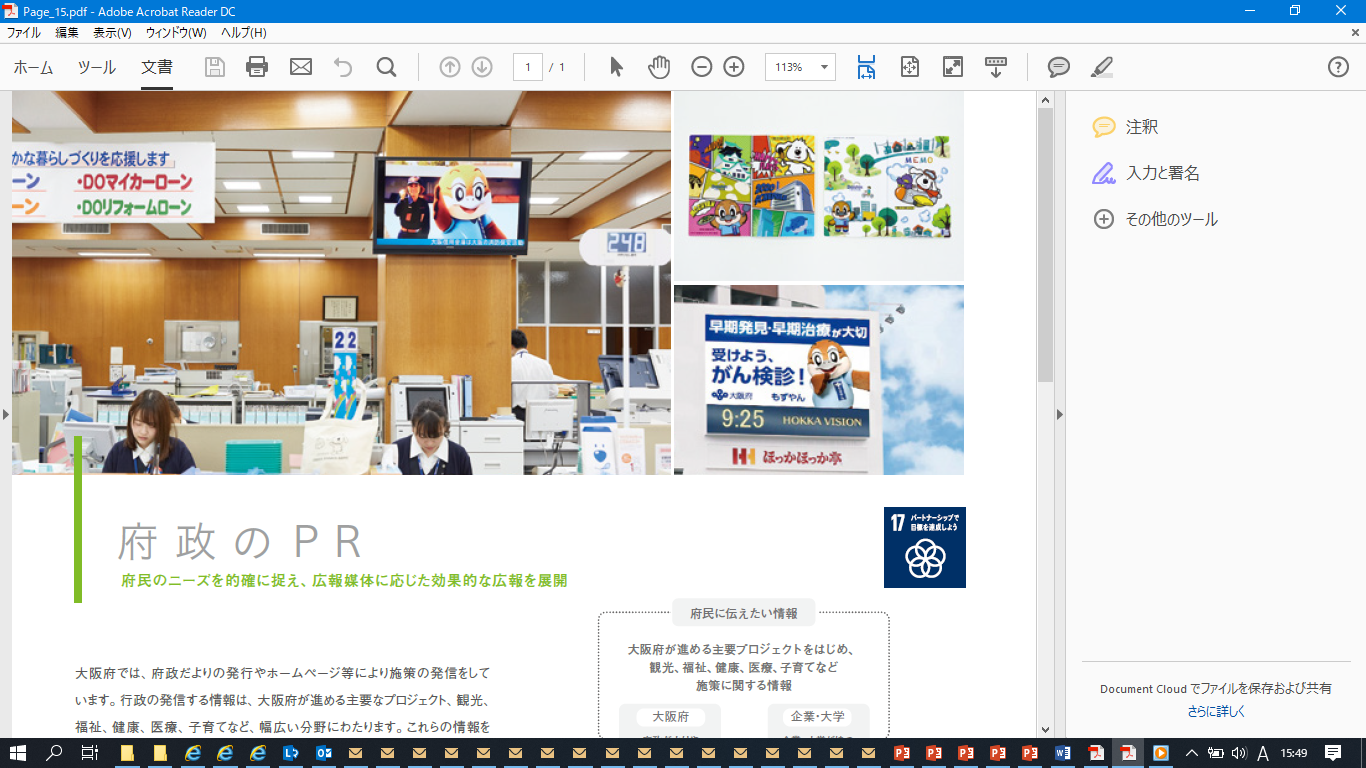 Page_15.pdf - Adobe Acrobat Reader DC
ファイル 編集 表示(V) ウィンドウ(W) ヘルプ(H)
ホーム ツール 文書 1 / 1 113%
かな暮らしづくりを応援します
ーン ・DOマイカーローン
ーン ・DOリフォームローン
248
22
MEMO
早期発見・早期治療が大切
受けよう、
がん検診！
大阪府 もずやん
9:25 HOKKA VISION
ほっかほっか亭
注釈
入力と署名
その他のツール
府政のPR
府民のニーズを的確に捉え、広報媒体に応じた効果的な広報を展開
17 パートナーシップで
目標を達成しよう
大阪府では、府政だよりの発行やホームページ等により施策の発信をして
います。行政の発信する情報は、大阪府が進める主要なプロジェクト、観光、
福祉、健康、医療、子育てなど、幅広い分野にわたります。これらの情報を
府民に伝えたい情報
大阪府が進める主要プロジェクトをはじめ、
観光、福祉、健康、医療、子育てなど
施策に関する情報
大阪府 企業・大学
Document Cloud でファイルを保存および共有
さらに詳しく
A 15:49